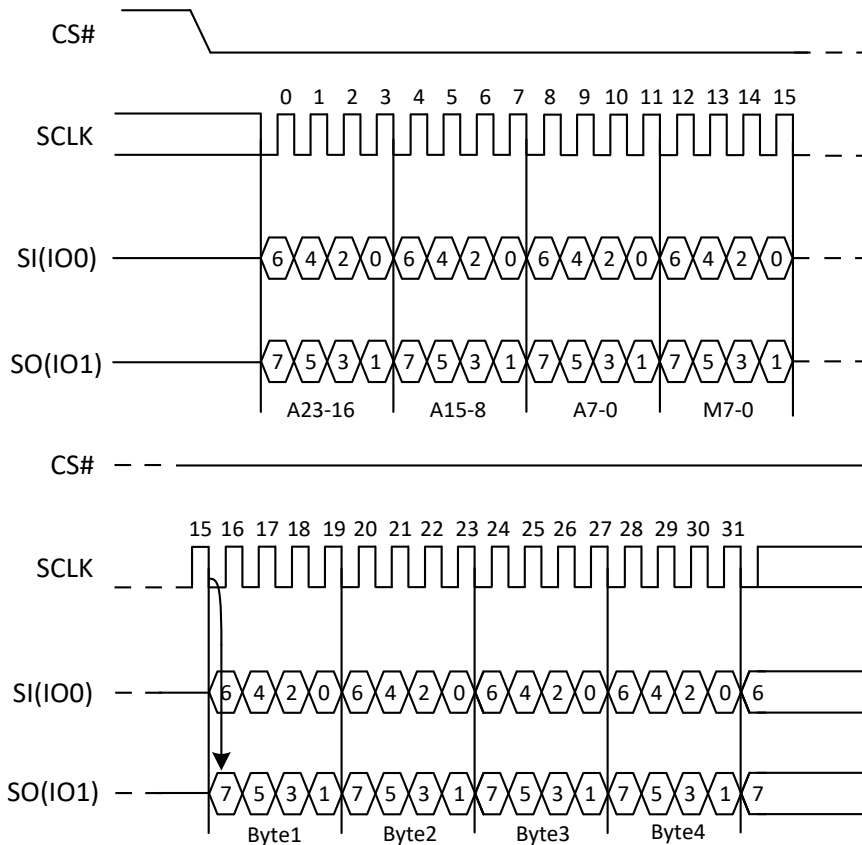 CS#
0 1 2 3 4 5 6 7 8 9 10 11 12 13 14 15
SCLK
SI(IO0) 6 4 2 0 6 4 2 0 6 4 2 0 6 4 2 0
SO(IO1) 7 5 3 1 7 5 3 1 7 5 3 1 7 5 3 1
A23-16 A15-8 A7-0 M7-0
CS#
15 16 17 18 19 20 21 22 23 24 25 26 27 28 29 30 31
SCLK
SI(IO0) 6 4 2 0 6 4 2 0 6 4 2 0 6 4 2 0 6
SO(IO1) 7 5 3 1 7 5 3 1 7 5 3 1 7 5 3 1 7
Byte1 Byte2 Byte3 Byte4